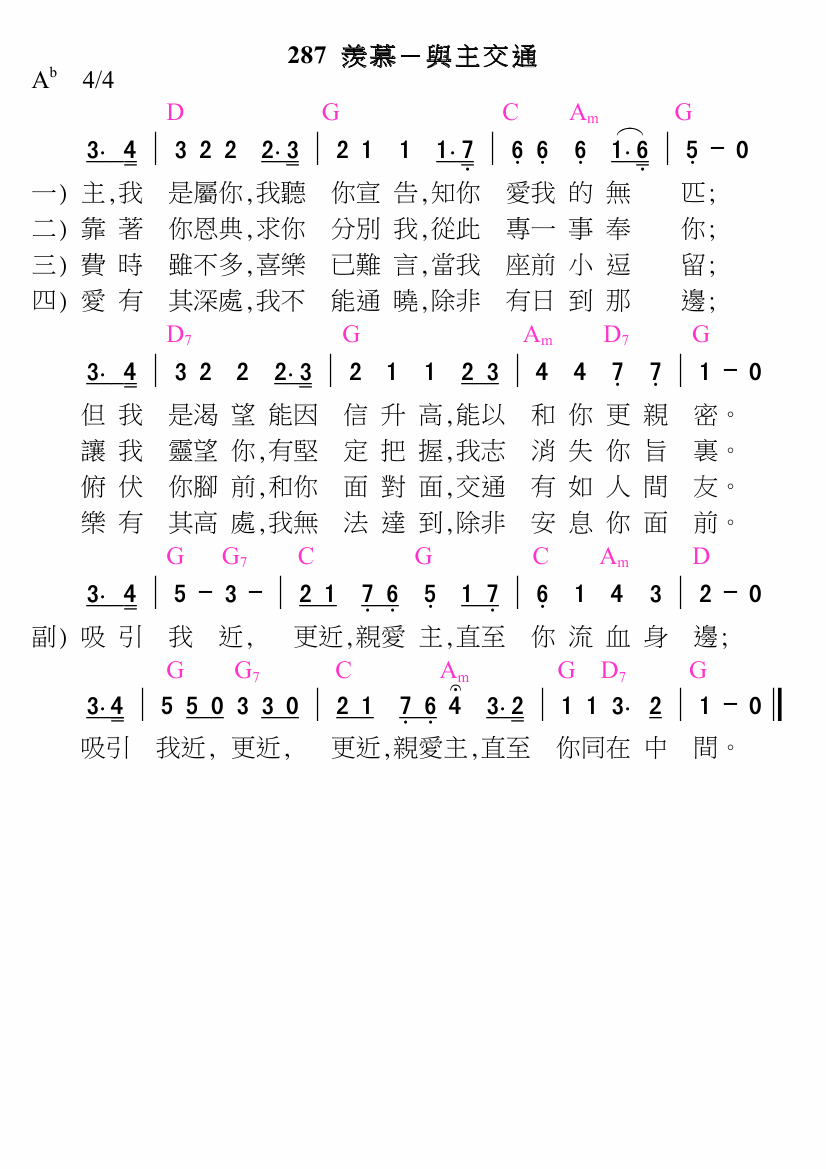 287 羨慕－與主交通
A♭ 4/4
D G C Am G
3· 4 | 3 2 2 2·3 | 2 1 1 1·7̣ | 6̣ 6̣ 6̣ 1·6̣ | 5̣ － 0
一) 主,我 是屬你,我聽 你宣告,知你 愛我的無 匹;
二) 靠著 你恩典,求你 分別我,從此 專一事奉 你;
三) 費時 雖不多,喜樂 已難言,當我 座前小逗 留;
四) 愛有 其深處,我不 能通曉,除非 有日到那 邊;
D7 G Am D7 G
3· 4 | 3 2 2 2·3 | 2 1 1 2 3 | 4 4 7̣ 7̣ | 1 － 0
但我 是渴望能因 信升高,能以 和你更親 密。
讓我 靈望你,有堅 定把握,我志 消失你旨 裏。
俯伏 你腳前,和你 面對面,交通 有如人間 友。
樂有 其高處,我無 法達到,除非 安息你面 前。
G G7 C G C Am D
3· 4 | 5 － 3 － | 2 1 7̣ 6̣ 5̣ 1 7̣ | 6̣ 1 4 3 | 2 － 0
副) 吸引 我 近, 更近,親愛主,直至 你流血身 邊;
G G7 C Am G D7 G
3·4 | 5 5 0 3 3 0 | 2 1 7̣ 6̣ 4 3·2 | 1 1 3· 2 | 1 － 0
吸引 我近, 更近, 更近,親愛主,直至 你同在中 間。